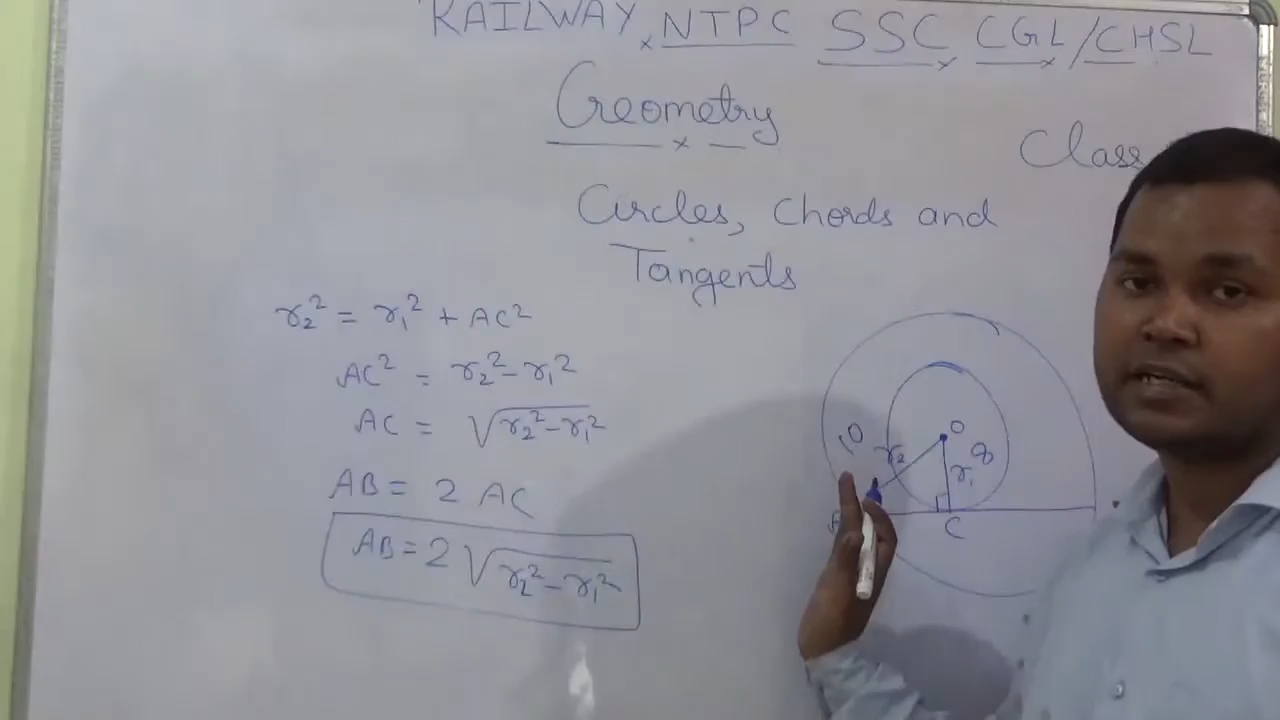 RAILWAY NTPC SSC CGL/CHSL
Geometry
Class
Circles, Chords and
Tangents
r₂² = r₁² + AC²
AC² = r₂² - r₁²
AC = √r₂² - r₁²
AB = 2 AC
AB = 2 √r₂² - r₁²
O
r₂
r₁
C